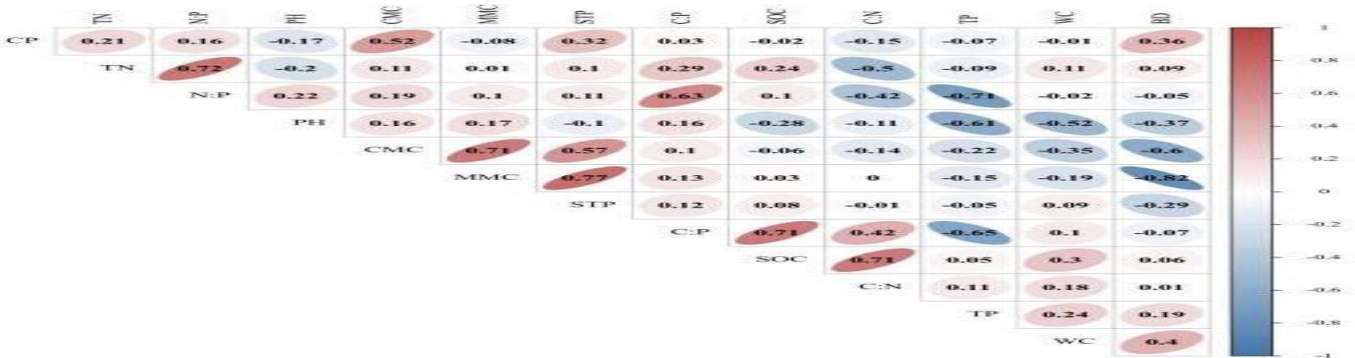 TN N:P PH CMC MMC STP C:P SOC C:N TP WC BD
CP 0.21 0.16 -0.17 0.52 -0.08 0.32 0.03 -0.02 -0.15 -0.07 -0.01 0.36
TN 0.72 -0.2 0.11 0.01 0.1 0.29 0.24 -0.5 -0.09 0.11 0.09
N:P 0.22 0.19 0.1 0.11 0.63 0.1 -0.42 -0.71 -0.02 -0.05
PH 0.16 0.17 -0.1 0.16 -0.28 -0.11 -0.61 -0.52 -0.37
CMC 0.71 0.57 0.1 -0.06 -0.14 -0.22 -0.35 -0.6
MMC 0.77 0.13 0.03 0 -0.15 -0.19 -0.82
STP 0.12 0.08 -0.01 -0.05 0.09 -0.29
C:P 0.71 0.42 -0.65 0.1 -0.07
SOC 0.71 0.05 0.3 0.06
C:N 0.11 0.18 0.01
TP 0.24 0.19
WC 0.4
1
0.8
0.6
0.4
0.2
0
-0.2
-0.4
-0.6
-0.8
-1